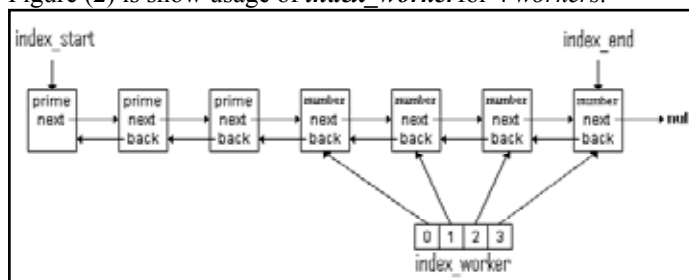 Figure (2) is show usage of index_worker for 4 workers.
index_start index_end
prime prime prime number number number number
next next next next next next next null
back back back back back back
0 1 2 3
index_worker